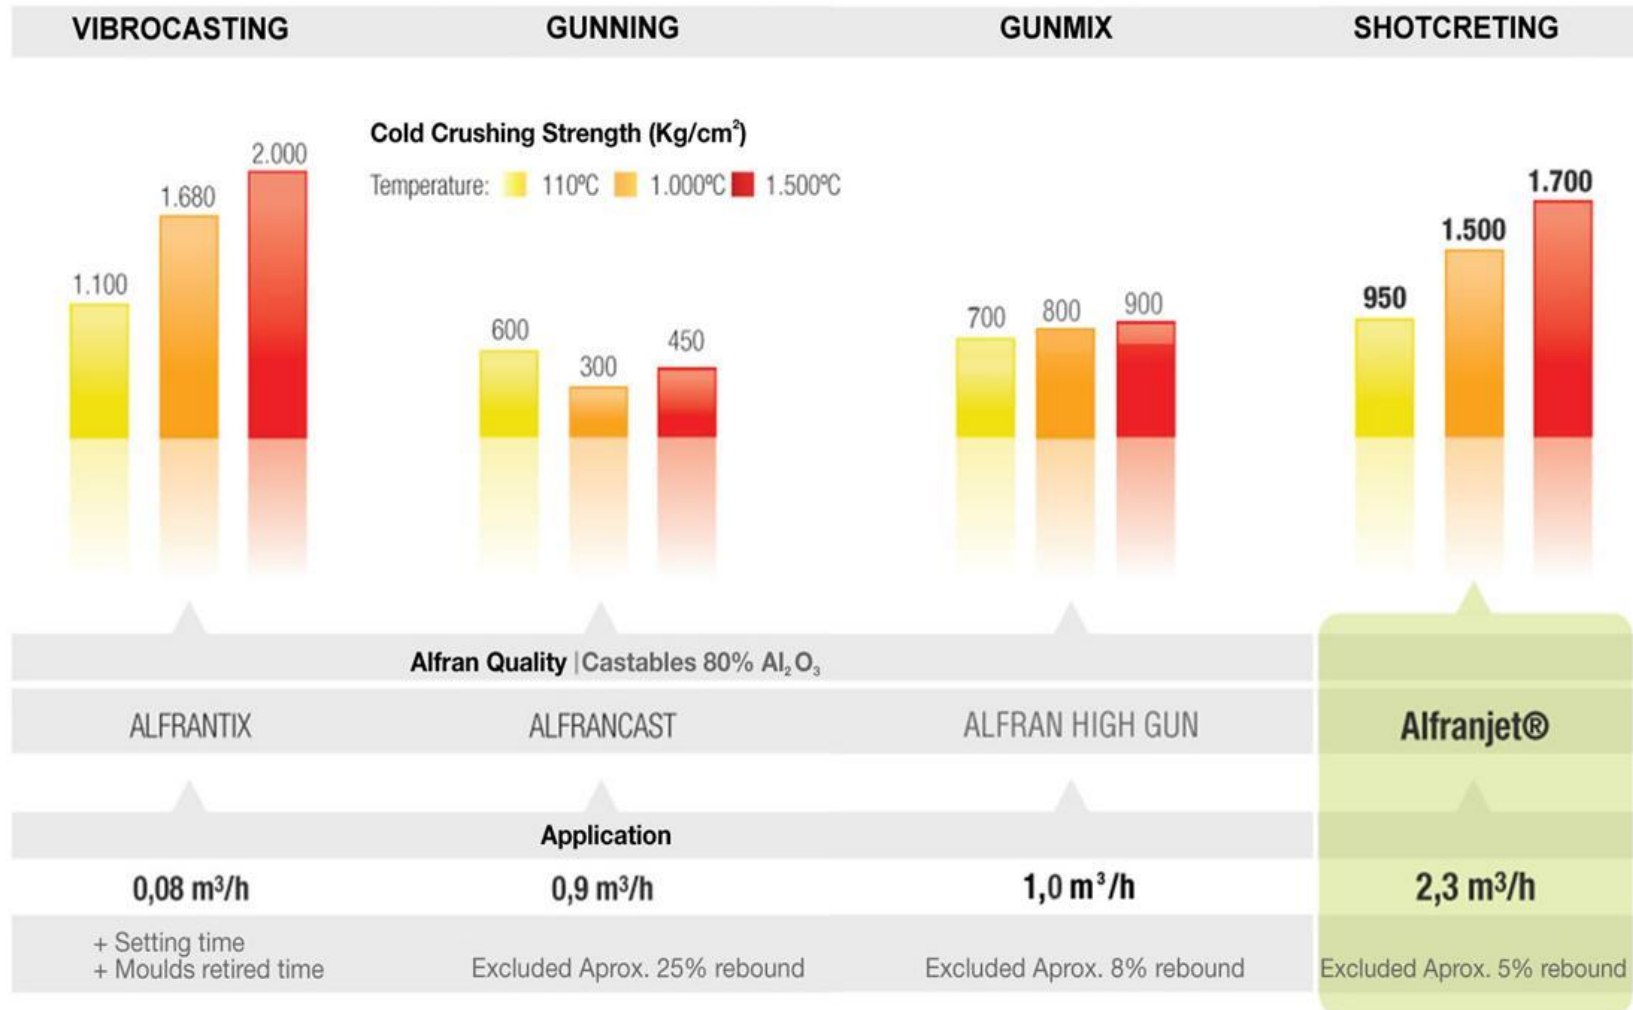 VIBROCASTING
GUNNING
GUNMIX
SHOTCRETING
Cold Crushing Strength (Kg/cm²)
Temperature: 110ºC 1.000ºC 1.500ºC
1.100
1.680
2.000
600
300
450
700
800
900
950
1.500
1.700
Alfran Quality | Castables 80% Al₂O₃
ALFRANTIX
ALFRANCAST
ALFRAN HIGH GUN
Alfranjet®
Application
0,08 m³/h
0,9 m³/h
1,0 m³/h
2,3 m³/h
+ Setting time
+ Moulds retired time
Excluded Aprox. 25% rebound
Excluded Aprox. 8% rebound
Excluded Aprox. 5% rebound